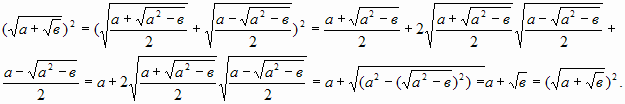 (√(a+√в))² = (√((a+√(a²−в))/2) + √((a−√(a²−в))/2))² = (a+√(a²−в))/2 + 2√((a+√(a²−в))/2)√((a−√(a²−в))/2) +
(a−√(a²−в))/2 = a + 2√((a+√(a²−в))/2)√((a−√(a²−в))/2) = a + √(a²−(√(a²−в))²) = a + √в = (√(a+√в))².